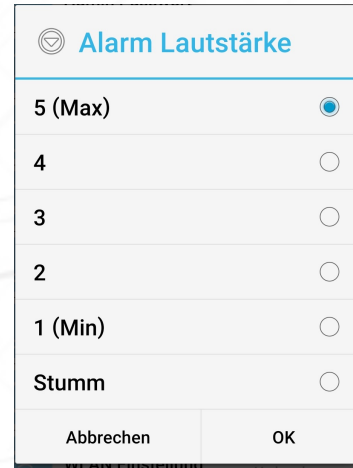 Alarm Lautstärke
5 (Max)
4
3
2
1 (Min)
Stumm
Abbrechen
OK